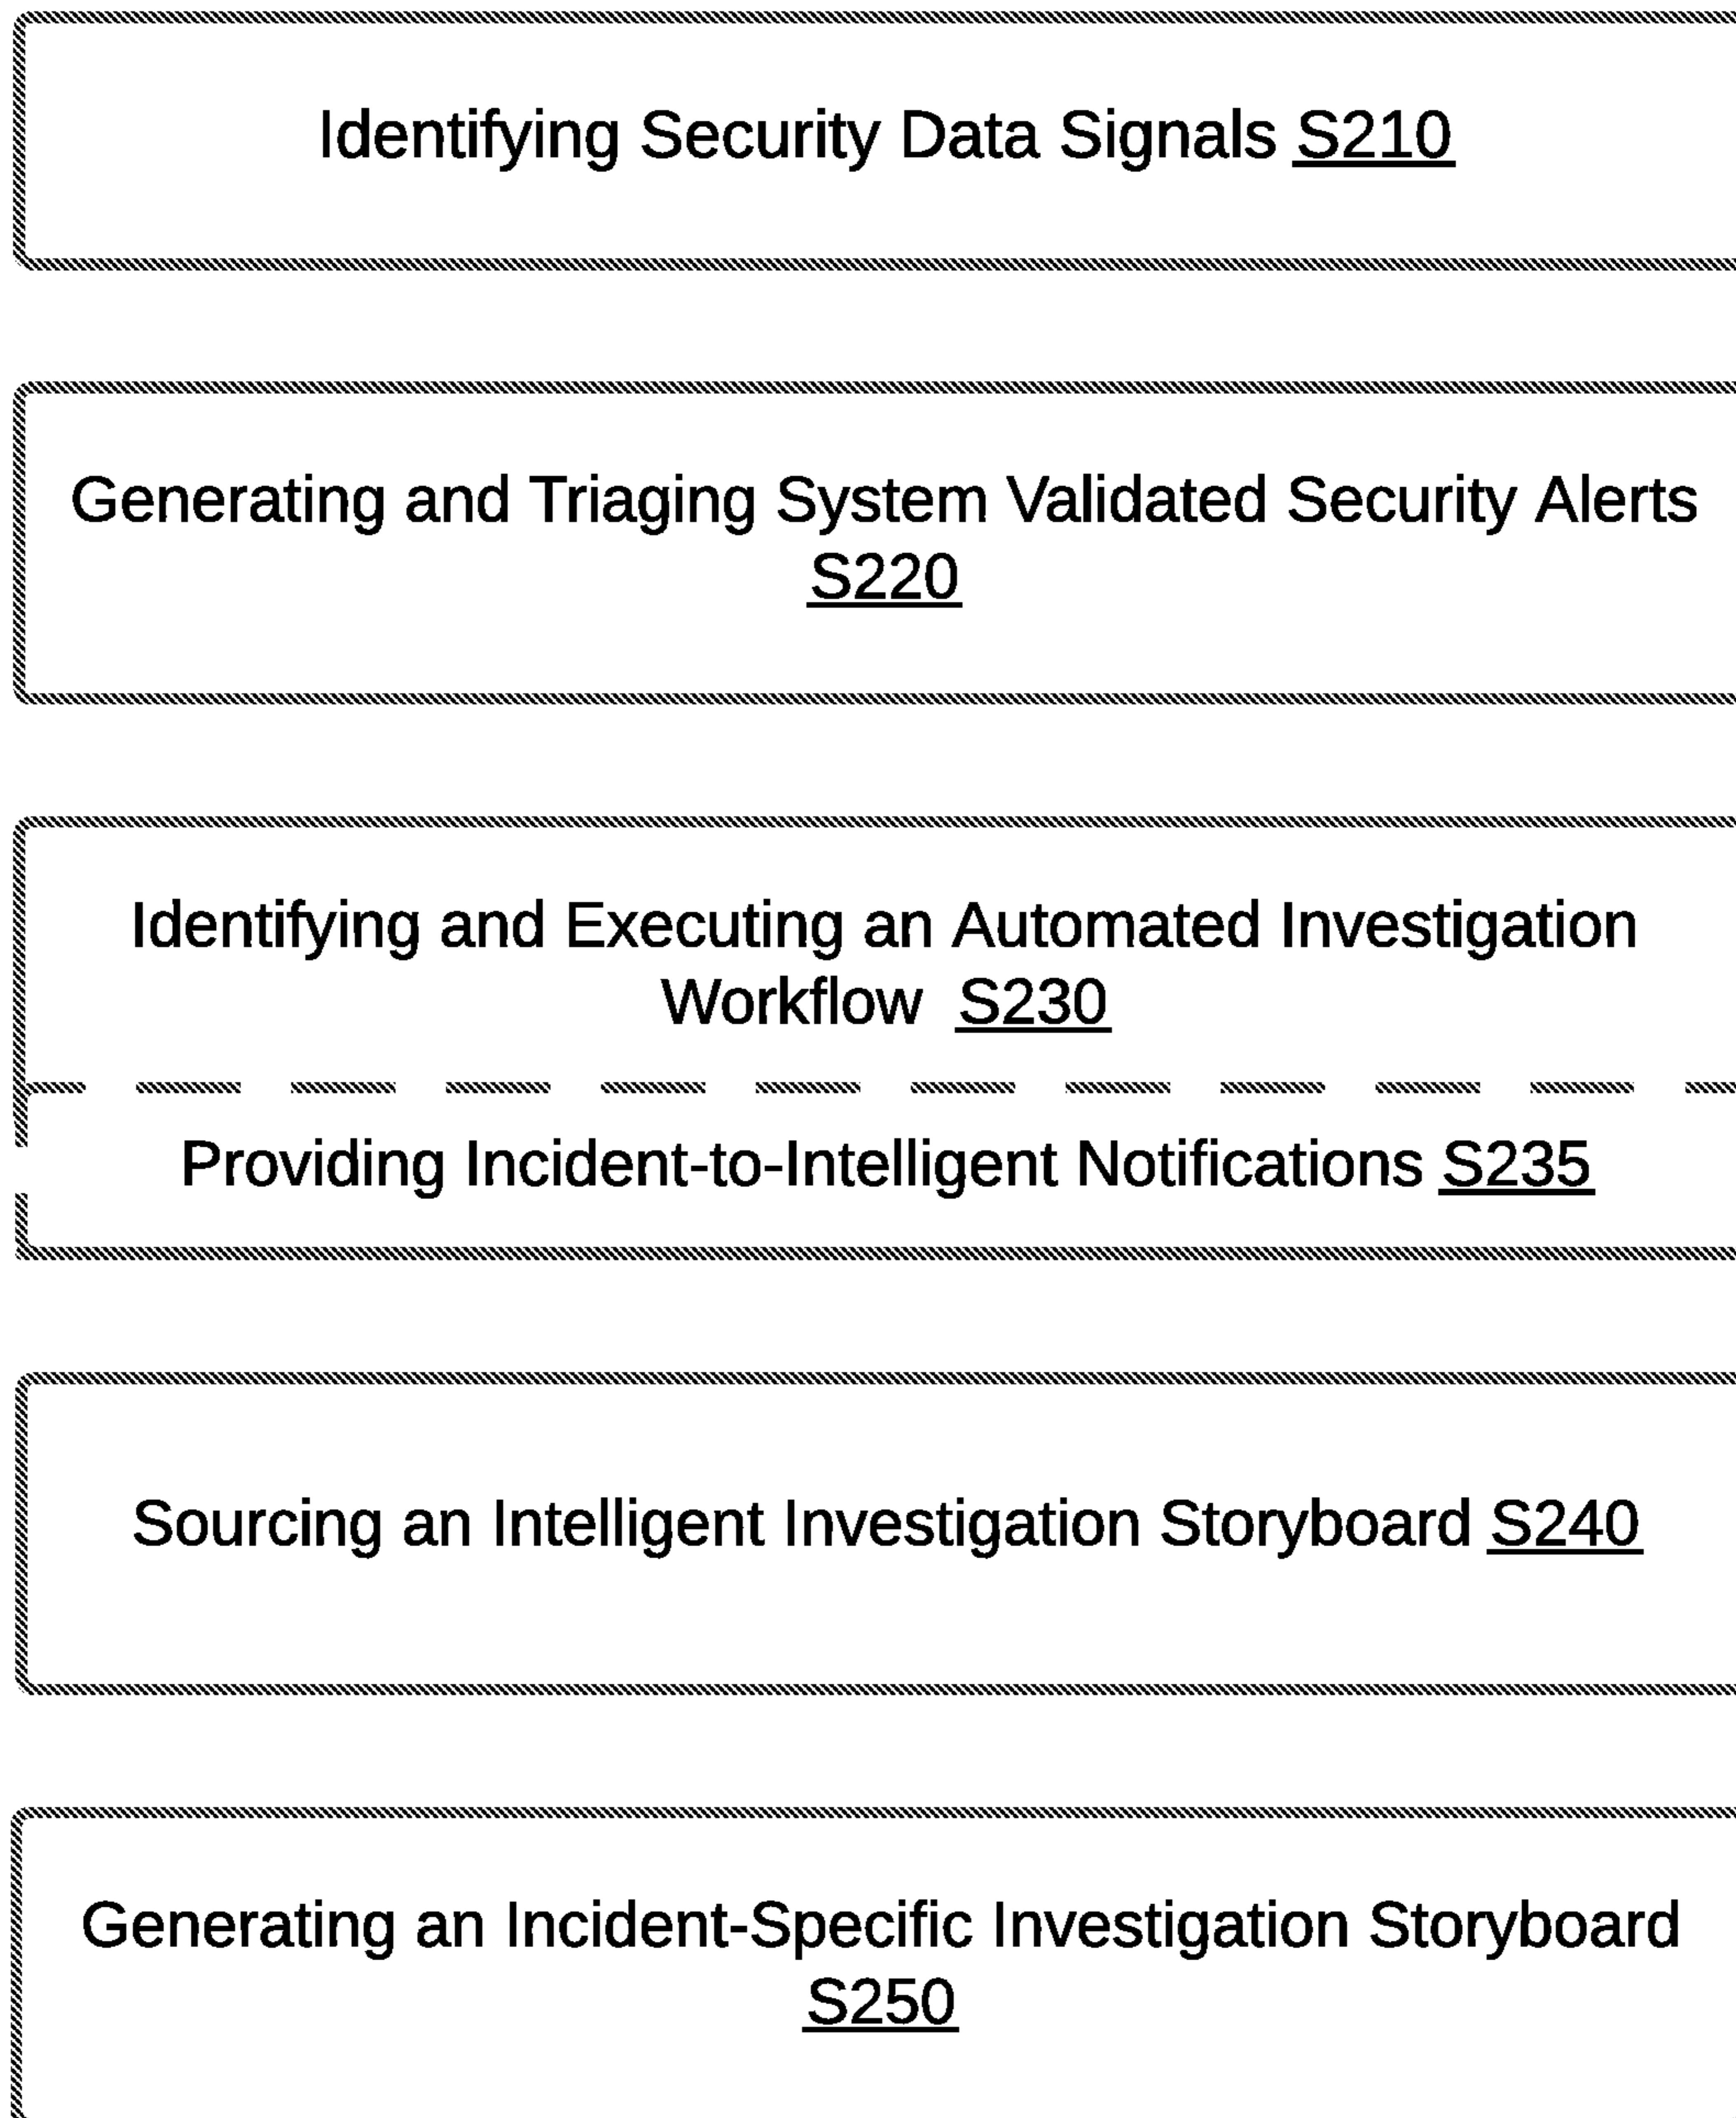 Identifying Security Data Signals S210
Generating and Triaging System Validated Security Alerts
S220
Identifying and Executing an Automated Investigation
Workflow S230
Providing Incident-to-Intelligent Notifications S235
Sourcing an Intelligent Investigation Storyboard S240
Generating an Incident-Specific Investigation Storyboard
S250